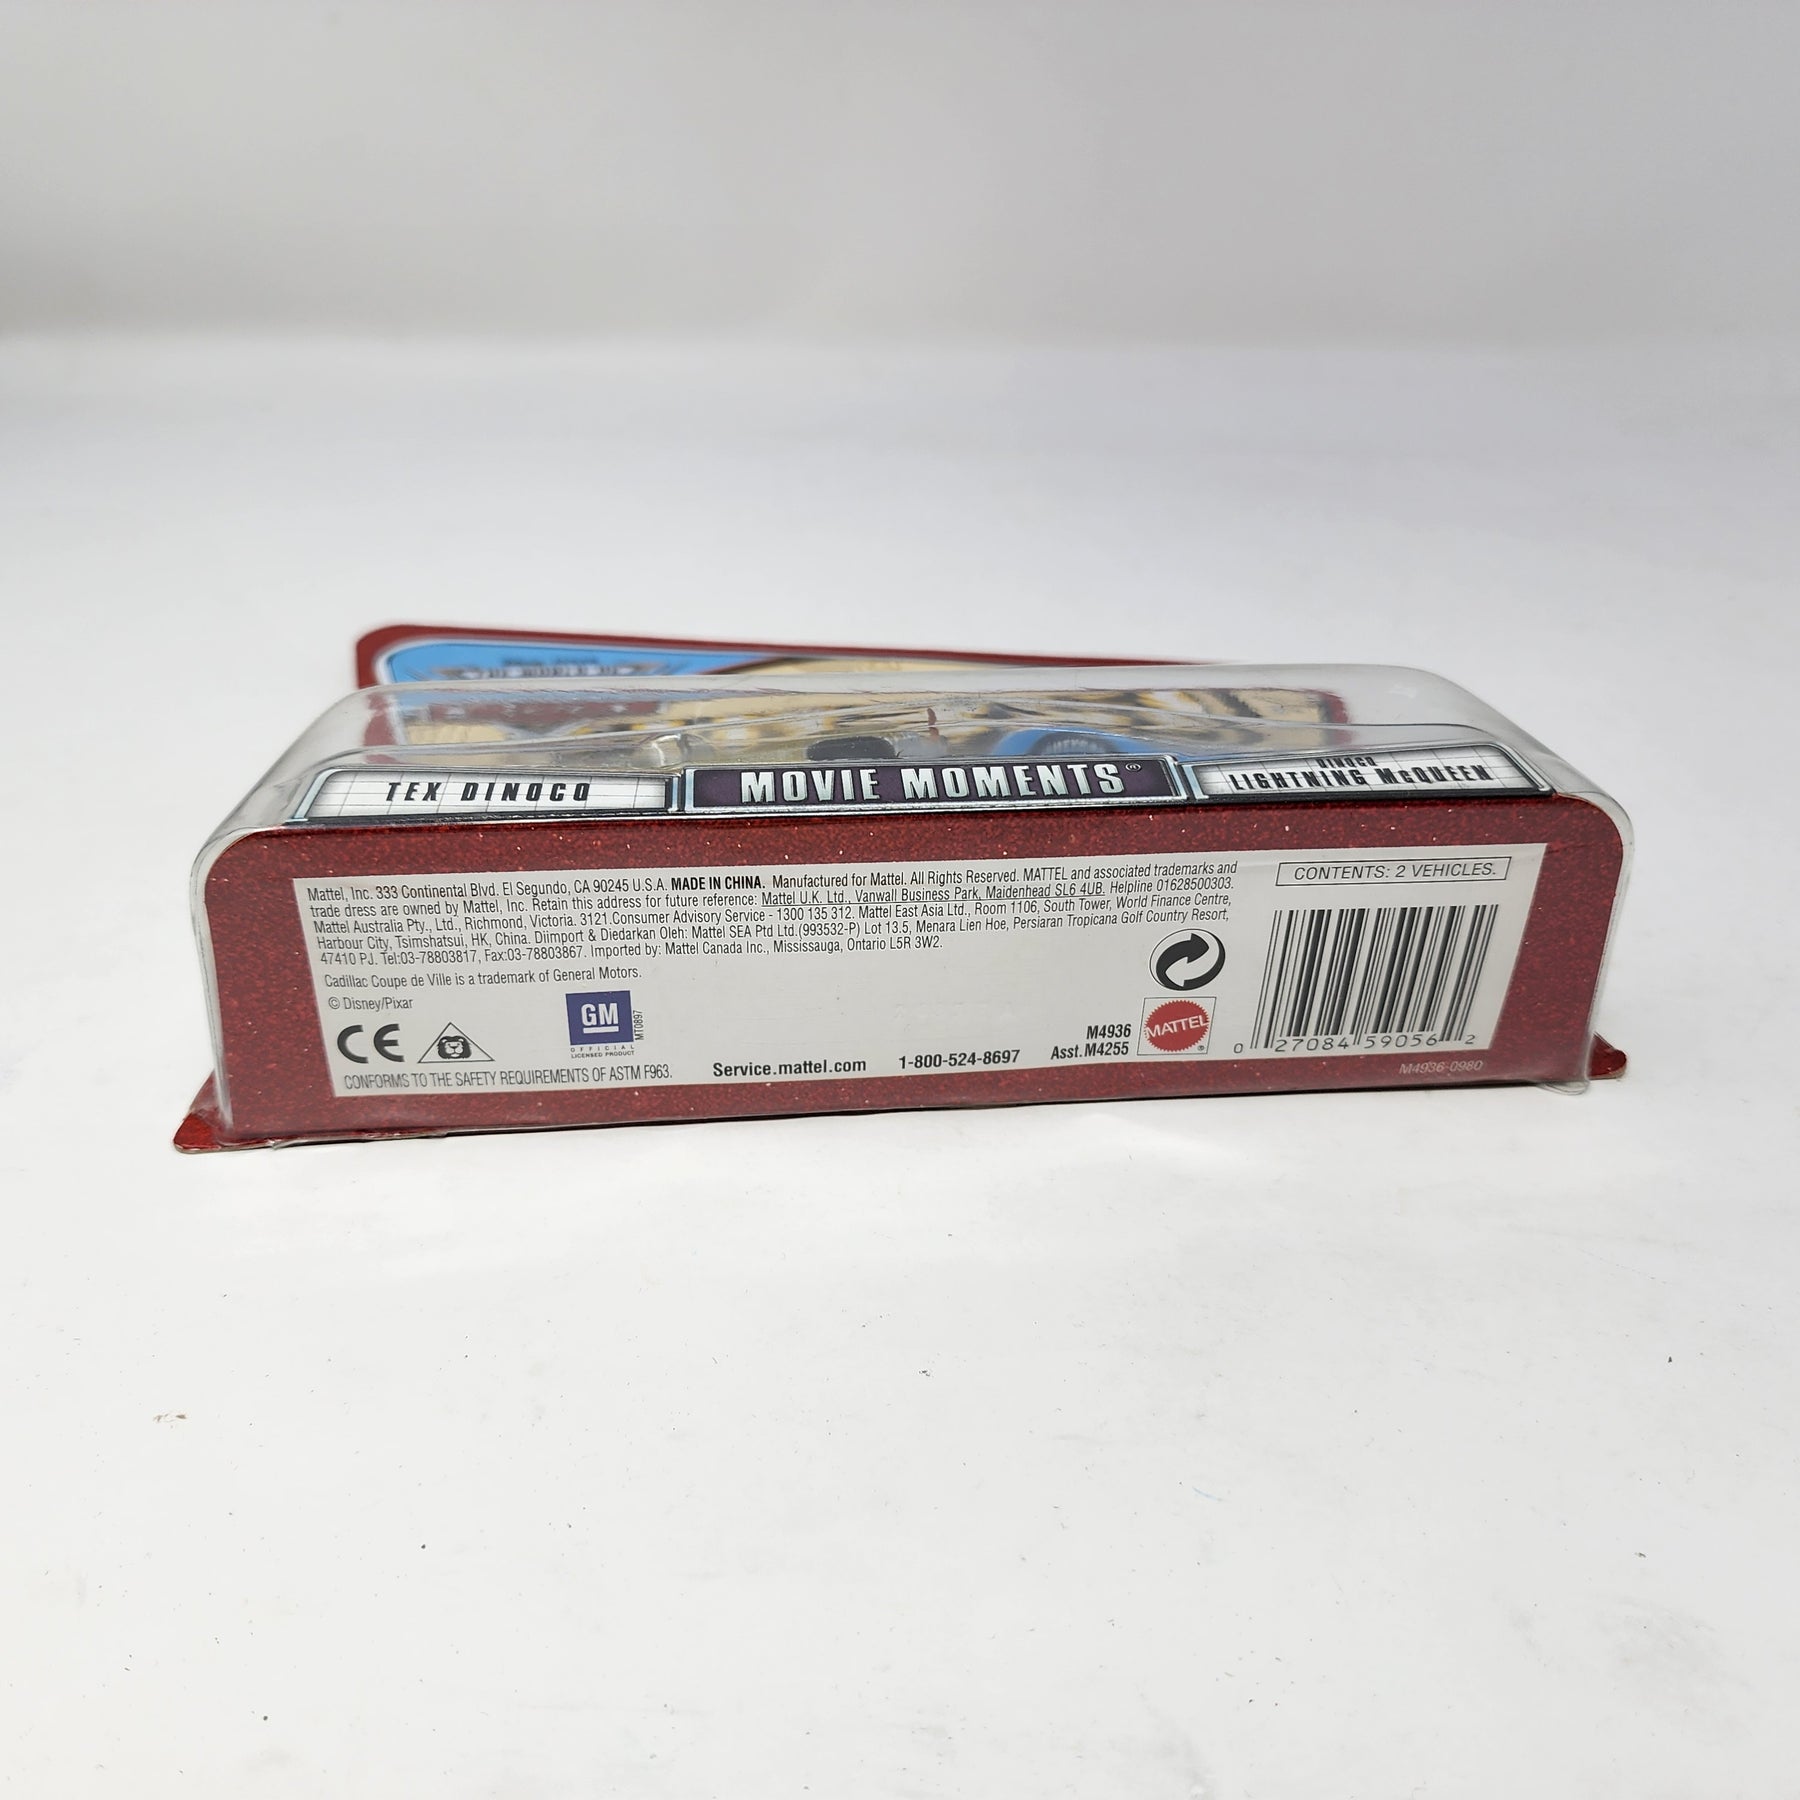 TEX DINOCO
MOVIE MOMENTS®
DINOCO
LIGHTNING McQUEEN
Mattel, Inc. 333 Continental Blvd. El Segundo, CA 90245 U.S.A. MADE IN CHINA. Manufactured for Mattel. All Rights Reserved. MATTEL and associated trademarks and
trade dress are owned by Mattel, Inc. Retain this address for future reference: Mattel U.K. Ltd., Vanwall Business Park, Maidenhead SL6 4UB. Helpline 01628500303.
Mattel Australia Pty., Ltd., Richmond, Victoria. 3121.Consumer Advisory Service - 1300 135 312. Mattel East Asia Ltd., Room 1106, South Tower, World Finance Centre,
Harbour City, Tsimshatsui, HK, China. Diimport & Diedarkan Oleh: Mattel SEA Ptd Ltd.(993532-P) Lot 13.5, Menara Lien Hoe, Persiaran Tropicana Golf Country Resort,
47410 PJ. Tel:03-78803817, Fax:03-78803867. Imported by: Mattel Canada Inc., Mississauga, Ontario L5R 3W2.
Cadillac Coupe de Ville is a trademark of General Motors.
© Disney/Pixar
CE
GM
OFFICIAL
LICENSED PRODUCT
MT0897
CONFORMS TO THE SAFETY REQUIREMENTS OF ASTM F963.
Service.mattel.com
1-800-524-8697
M4936
Asst. M4255
MATTEL
®
CONTENTS: 2 VEHICLES.
0 27084 59056 2
M4936-0980